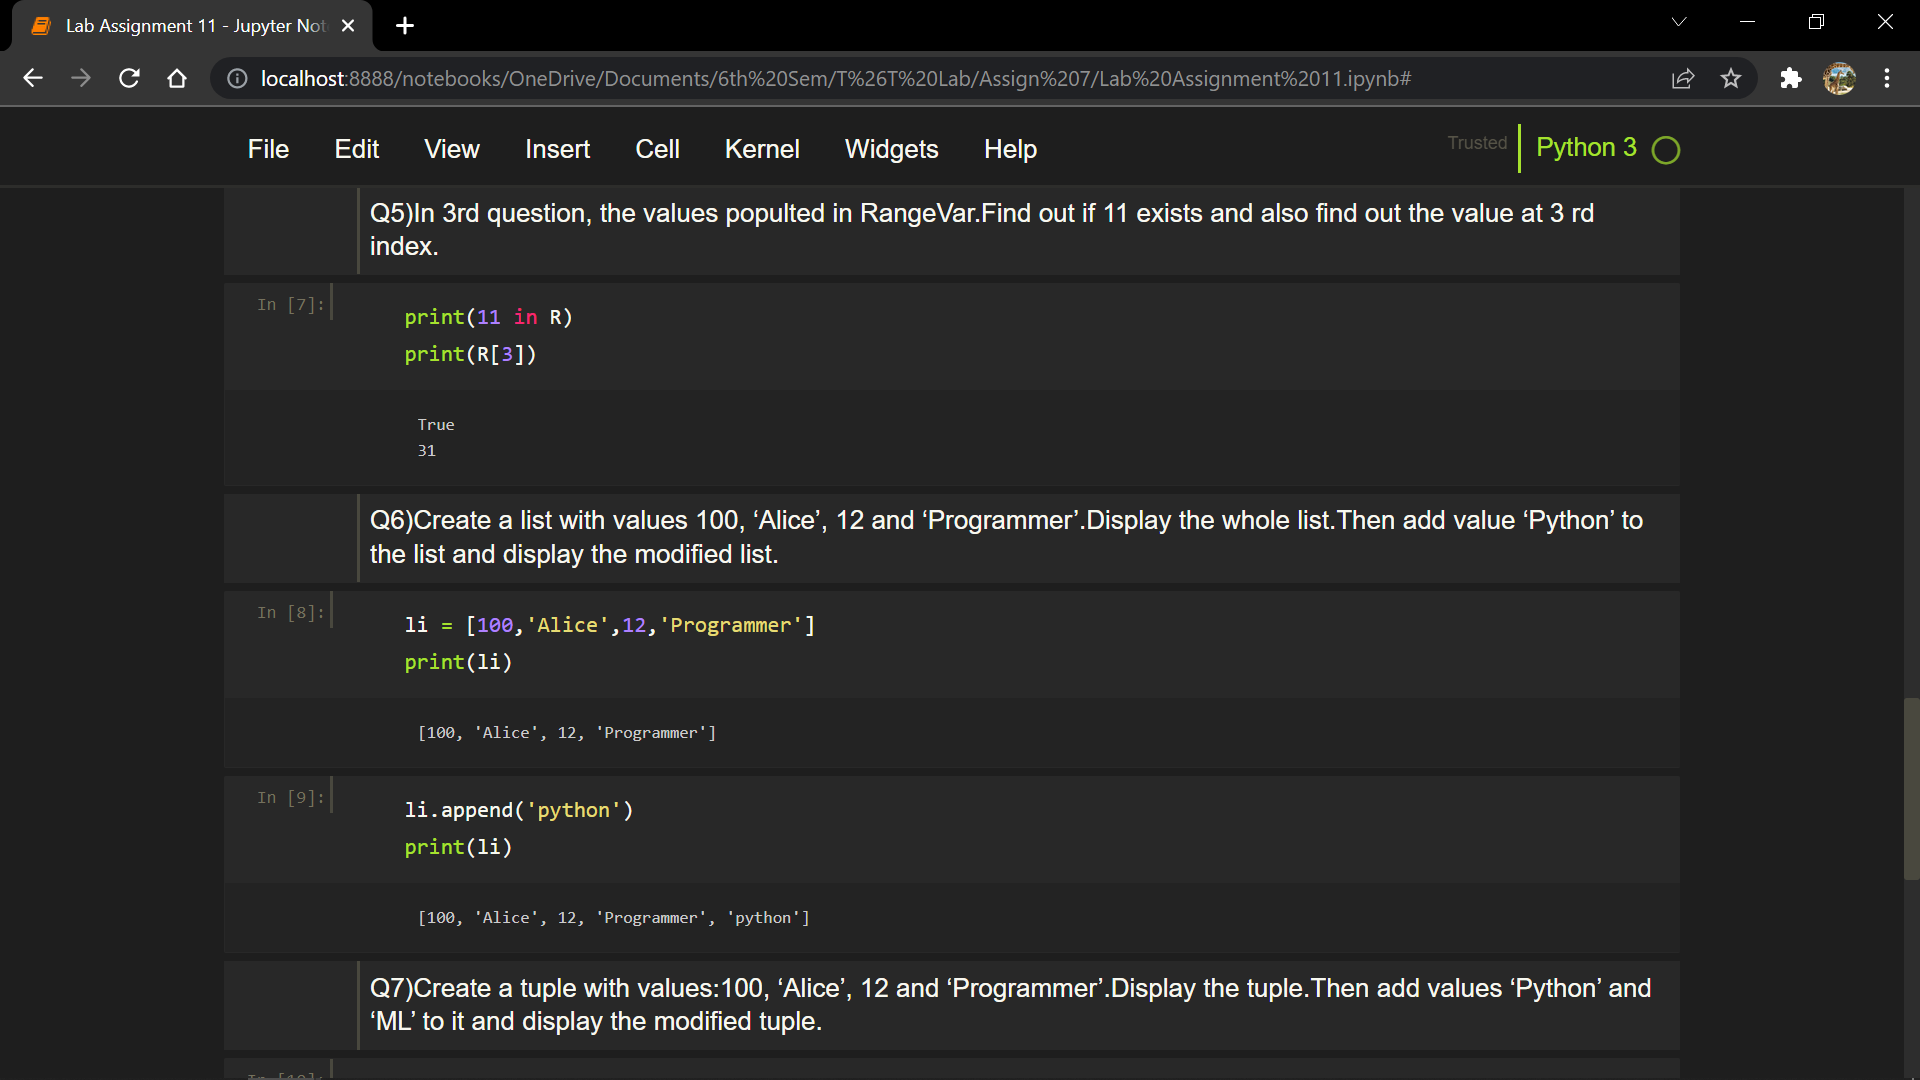 Lab Assignment 11 - Jupyter Not
localhost:8888/notebooks/OneDrive/Documents/6th%20Sem/T%26T%20Lab/Assign%207/Lab%20Assignment%2011.ipynb#
File Edit View Insert Cell Kernel Widgets Help Trusted Python 3
Q5)In 3rd question, the values populted in RangeVar.Find out if 11 exists and also find out the value at 3 rd
index.
In [7]:
print(11 in R)
print(R[3])
True
31
Q6)Create a list with values 100, ‘Alice’, 12 and ‘Programmer’.Display the whole list.Then add value ‘Python’ to
the list and display the modified list.
In [8]:
li = [100,'Alice',12,'Programmer']
print(li)
[100, 'Alice', 12, 'Programmer']
In [9]:
li.append('python')
print(li)
[100, 'Alice', 12, 'Programmer', 'python']
Q7)Create a tuple with values:100, ‘Alice’, 12 and ‘Programmer’.Display the tuple.Then add values ‘Python’ and
‘ML’ to it and display the modified tuple.
In [10]: